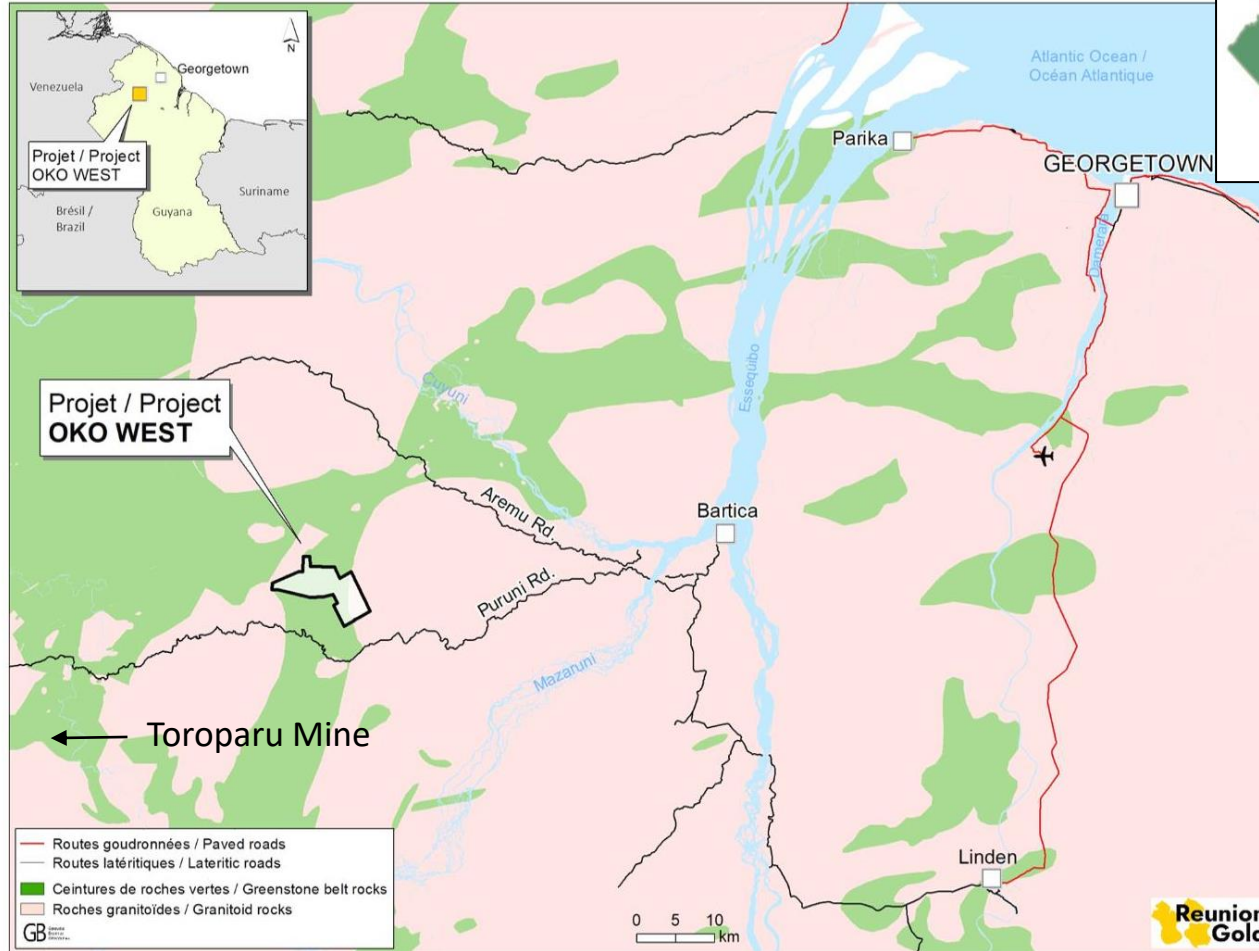 N
Georgetown
Venezuela
Projet / Project
OKO WEST
Suriname
Brésil /
Brazil
Guyana
Atlantic Ocean /
Océan Atlantique
Parika
GEORGETOWN
Damerara
Essequibo
Cuyuni
Projet / Project
OKO WEST
Aremu Rd.
Bartica
Puruni Rd.
Mazaruni
Toroparu Mine
Routes goudronnées / Paved roads
Routes latéritiques / Lateritic roads
Ceintures de roches vertes / Greenstone belt rocks
Roches granitoïdes / Granitoid rocks
GB
Linden
0 5 10
km
Reunion
Gold